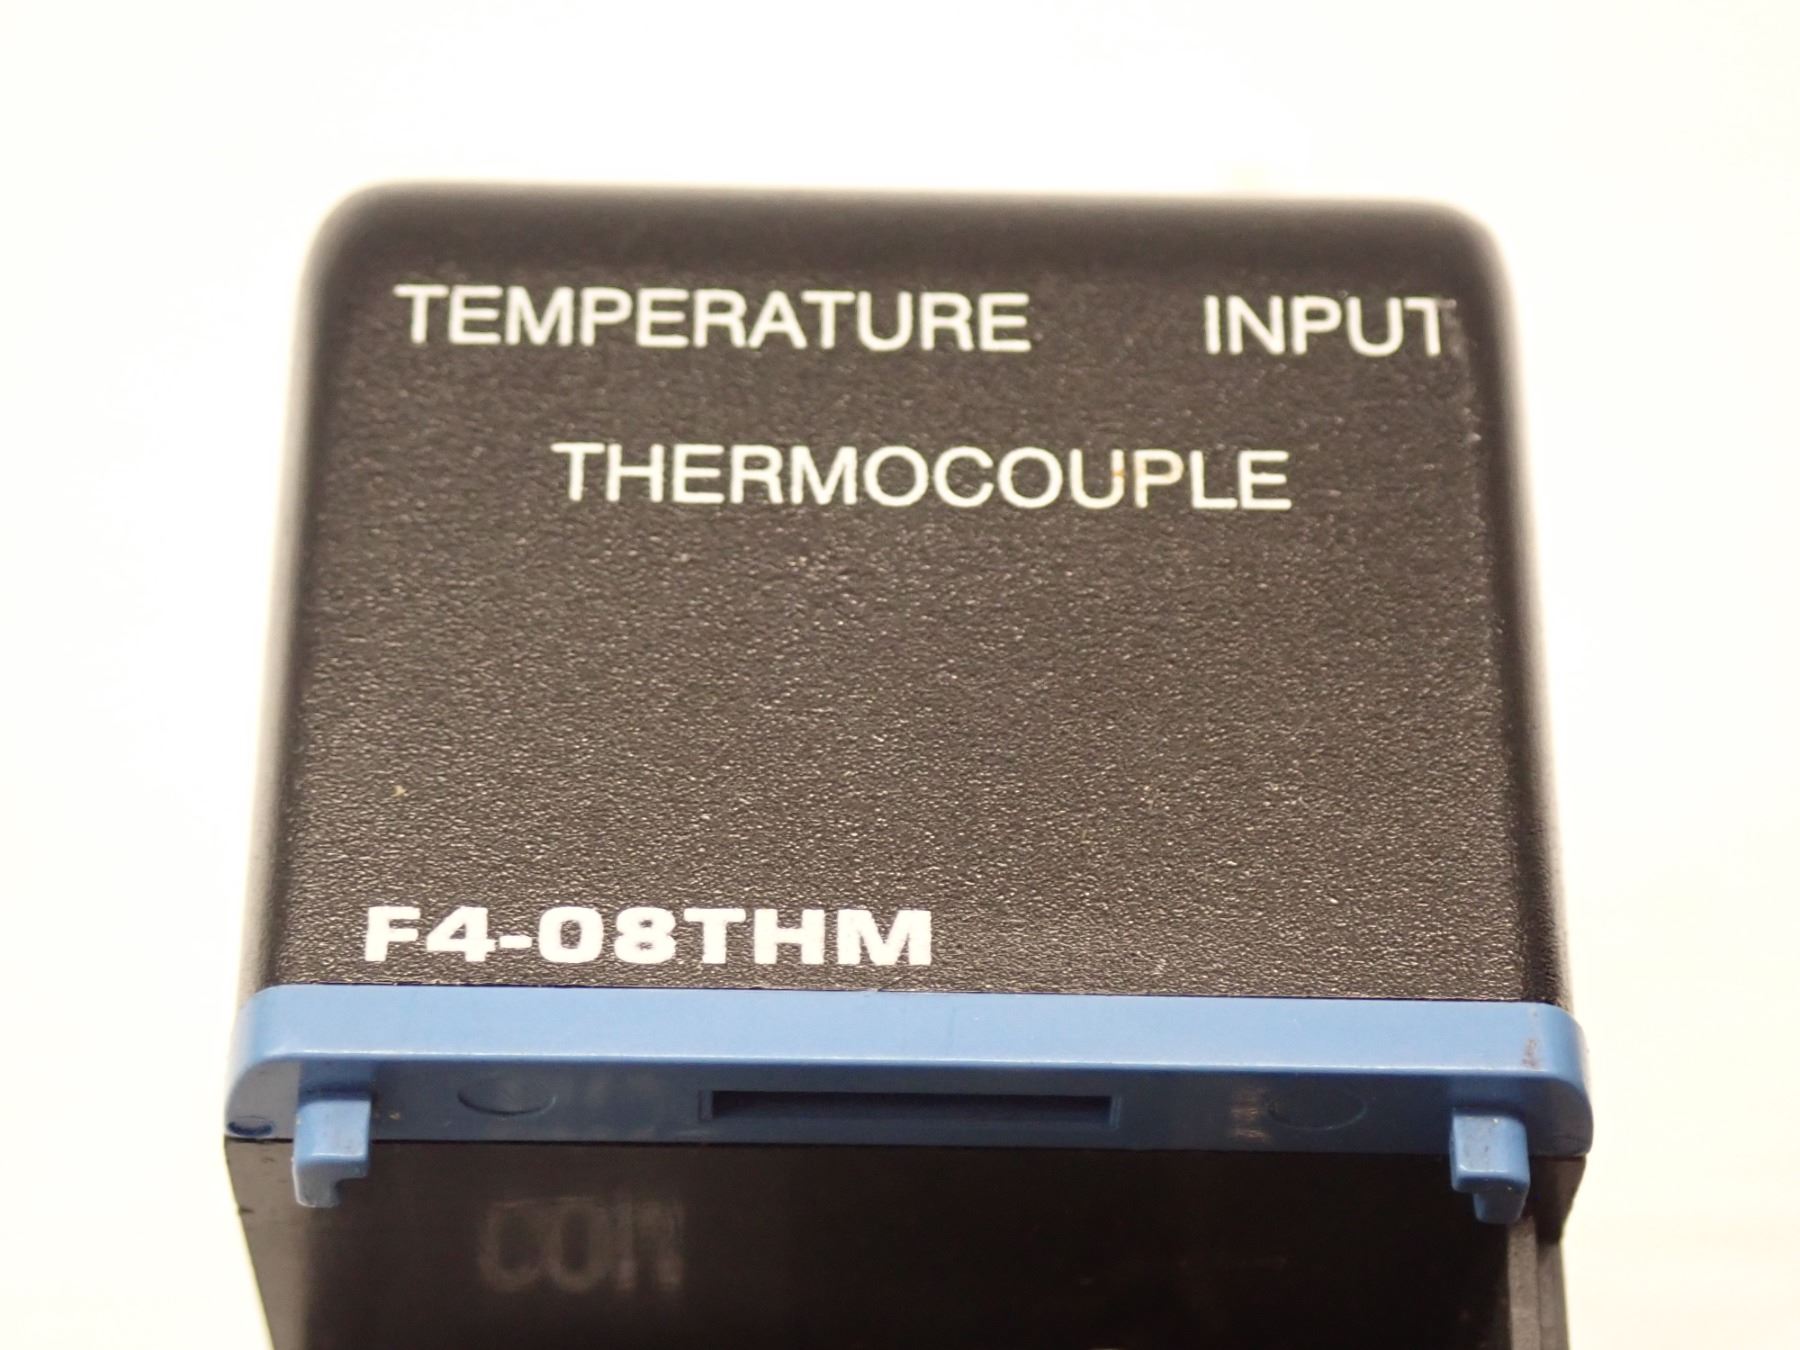 TEMPERATURE INPUT
THERMOCOUPLE
F4-08THM